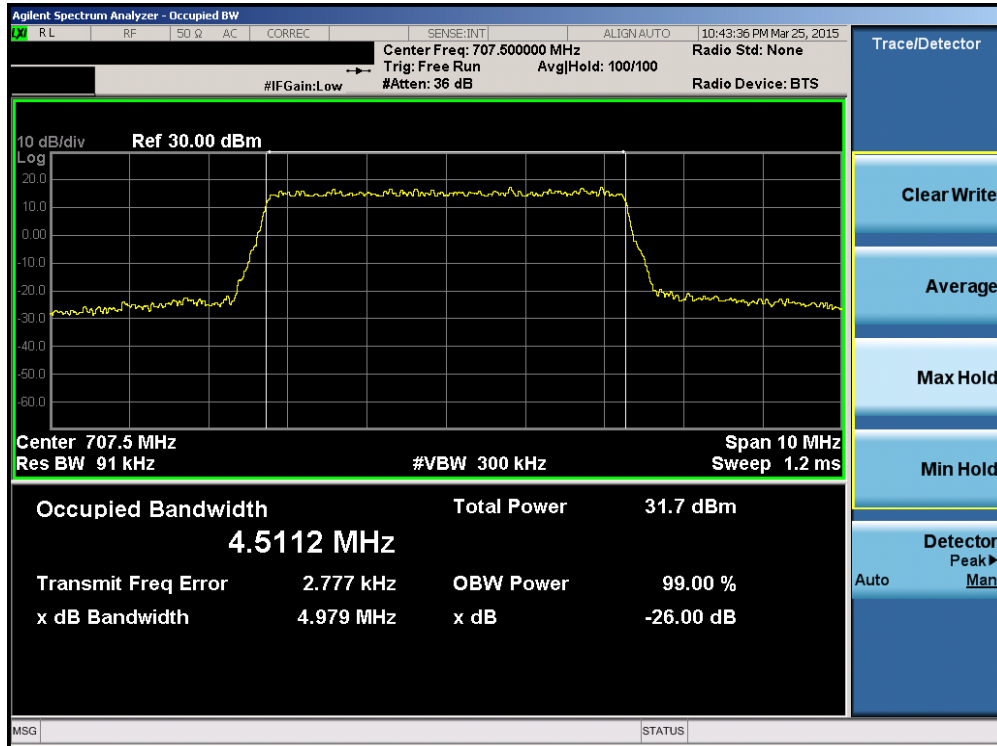 Agilent Spectrum Analyzer - Occupied BW
LXI RL RF 50 Ω AC CORREC SENSE:INT ALIGN AUTO 10:43:36 PM Mar 25, 2015
Center Freq: 707.500000 MHz Radio Std: None
Trig: Free Run Avg|Hold: 100/100
#IFGain:Low #Atten: 36 dB Radio Device: BTS
10 dB/div Ref 30.00 dBm
Log
20.0
10.0
0.00
-10.0
-20.0
-30.0
-40.0
-50.0
-60.0
Center 707.5 MHz Span 10 MHz
Res BW 91 kHz #VBW 300 kHz Sweep 1.2 ms
Occupied Bandwidth Total Power 31.7 dBm
4.5112 MHz
Transmit Freq Error 2.777 kHz OBW Power 99.00 %
x dB Bandwidth 4.979 MHz x dB -26.00 dB
Trace/Detector
Clear Write
Average
Max Hold
Min Hold
Detector
Peak▶
Auto Man
MSG STATUS